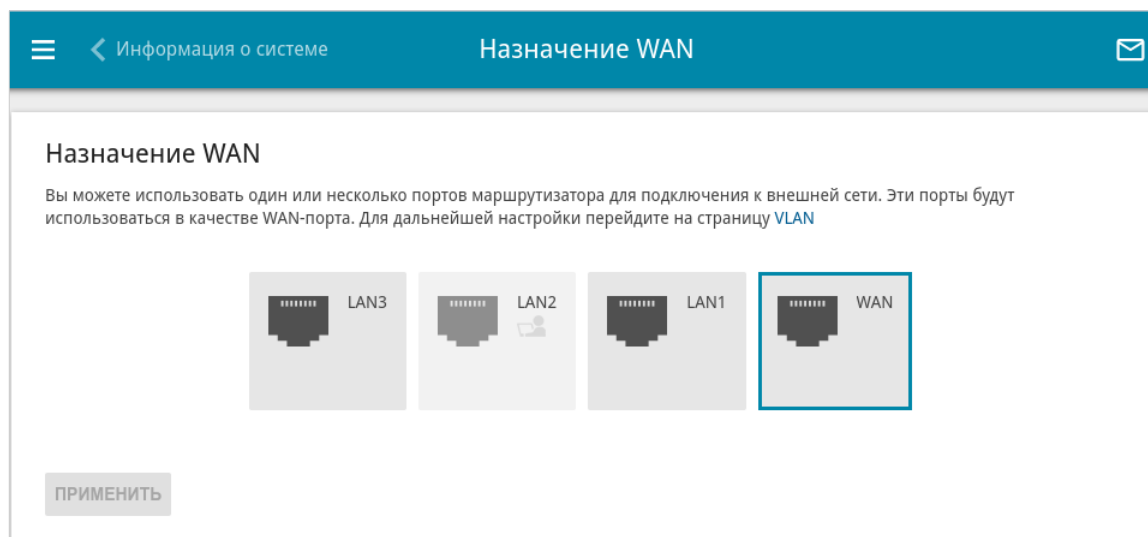 Информация о системе
Назначение WAN
Назначение WAN
Вы можете использовать один или несколько портов маршрутизатора для подключения к внешней сети. Эти порты будут
использоваться в качестве WAN-порта. Для дальнейшей настройки перейдите на страницу VLAN
LAN3
LAN2
LAN1
WAN
ПРИМЕНИТЬ